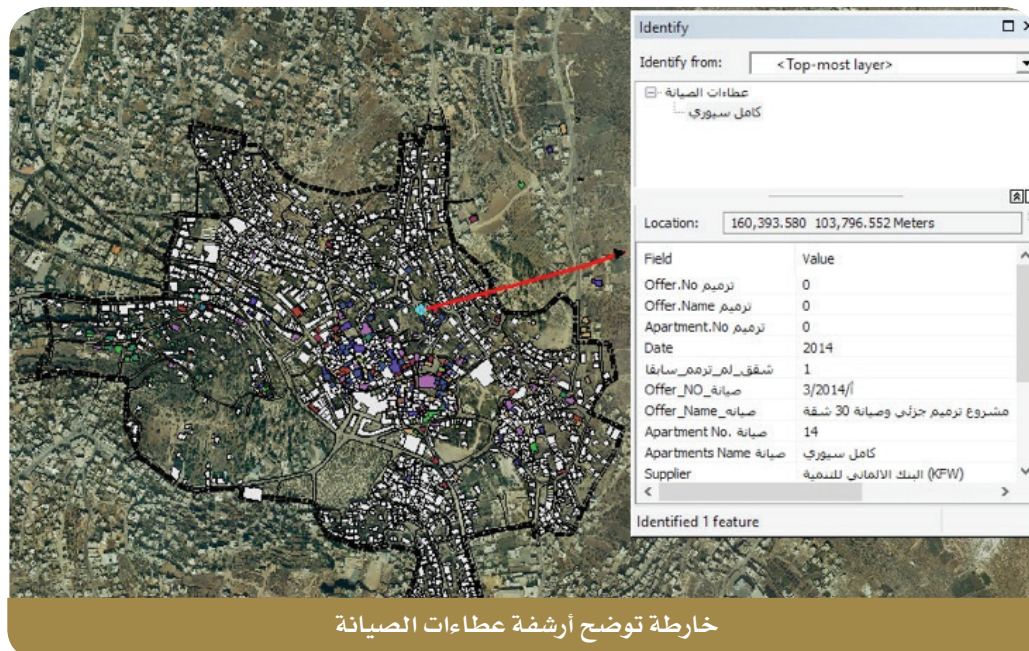 Identify
Identify from: <Top-most layer>
عطاءات الصيانة
كامل سيوري
Location: 160,393.580 103,796.552 Meters
Field Value
Offer.No ترميم 0
Offer.Name ترميم 0
Apartment.No ترميم 0
Date 2014
شقق_لم_ترمم_سابقا 1
Offer_NO_صيانة 3/2014/أ
Offer_Name_صيانه مشروع ترميم جزئي وصيانة 30 شقة
Apartment No. صيانة 14
Apartments Name صيانة كامل سيوري
Supplier البنك الالماني للتنمية (KFW)
Identified 1 feature
خارطة توضح أرشفة عطاءات الصيانة